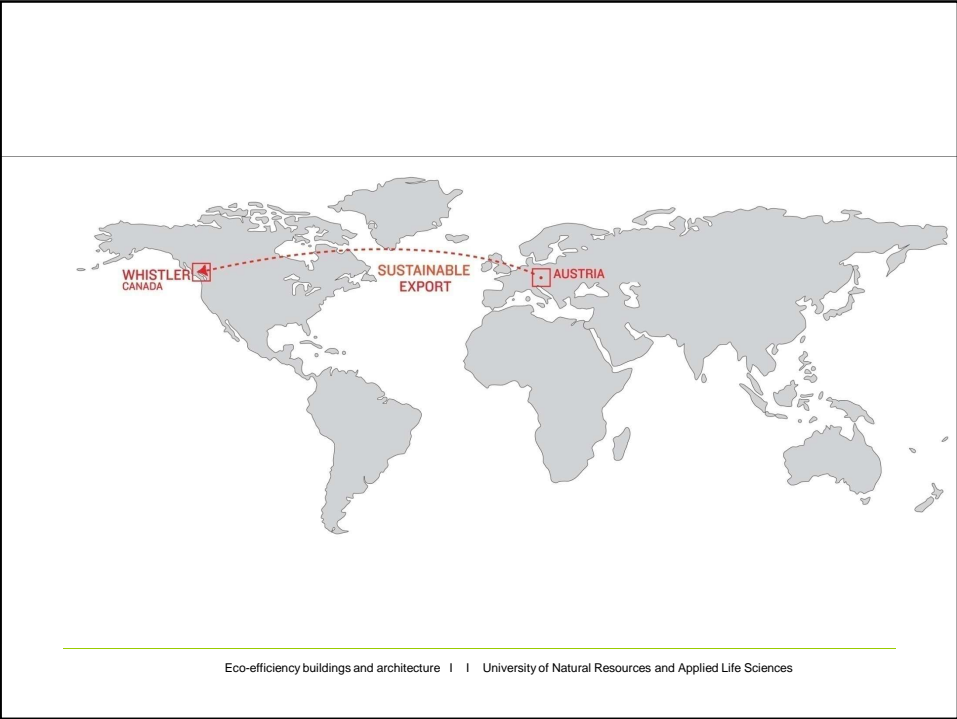 WHISTLER
CANADA
SUSTAINABLE
EXPORT
AUSTRIA
Eco-efficiency buildings and architecture I I University of Natural Resources and Applied Life Sciences